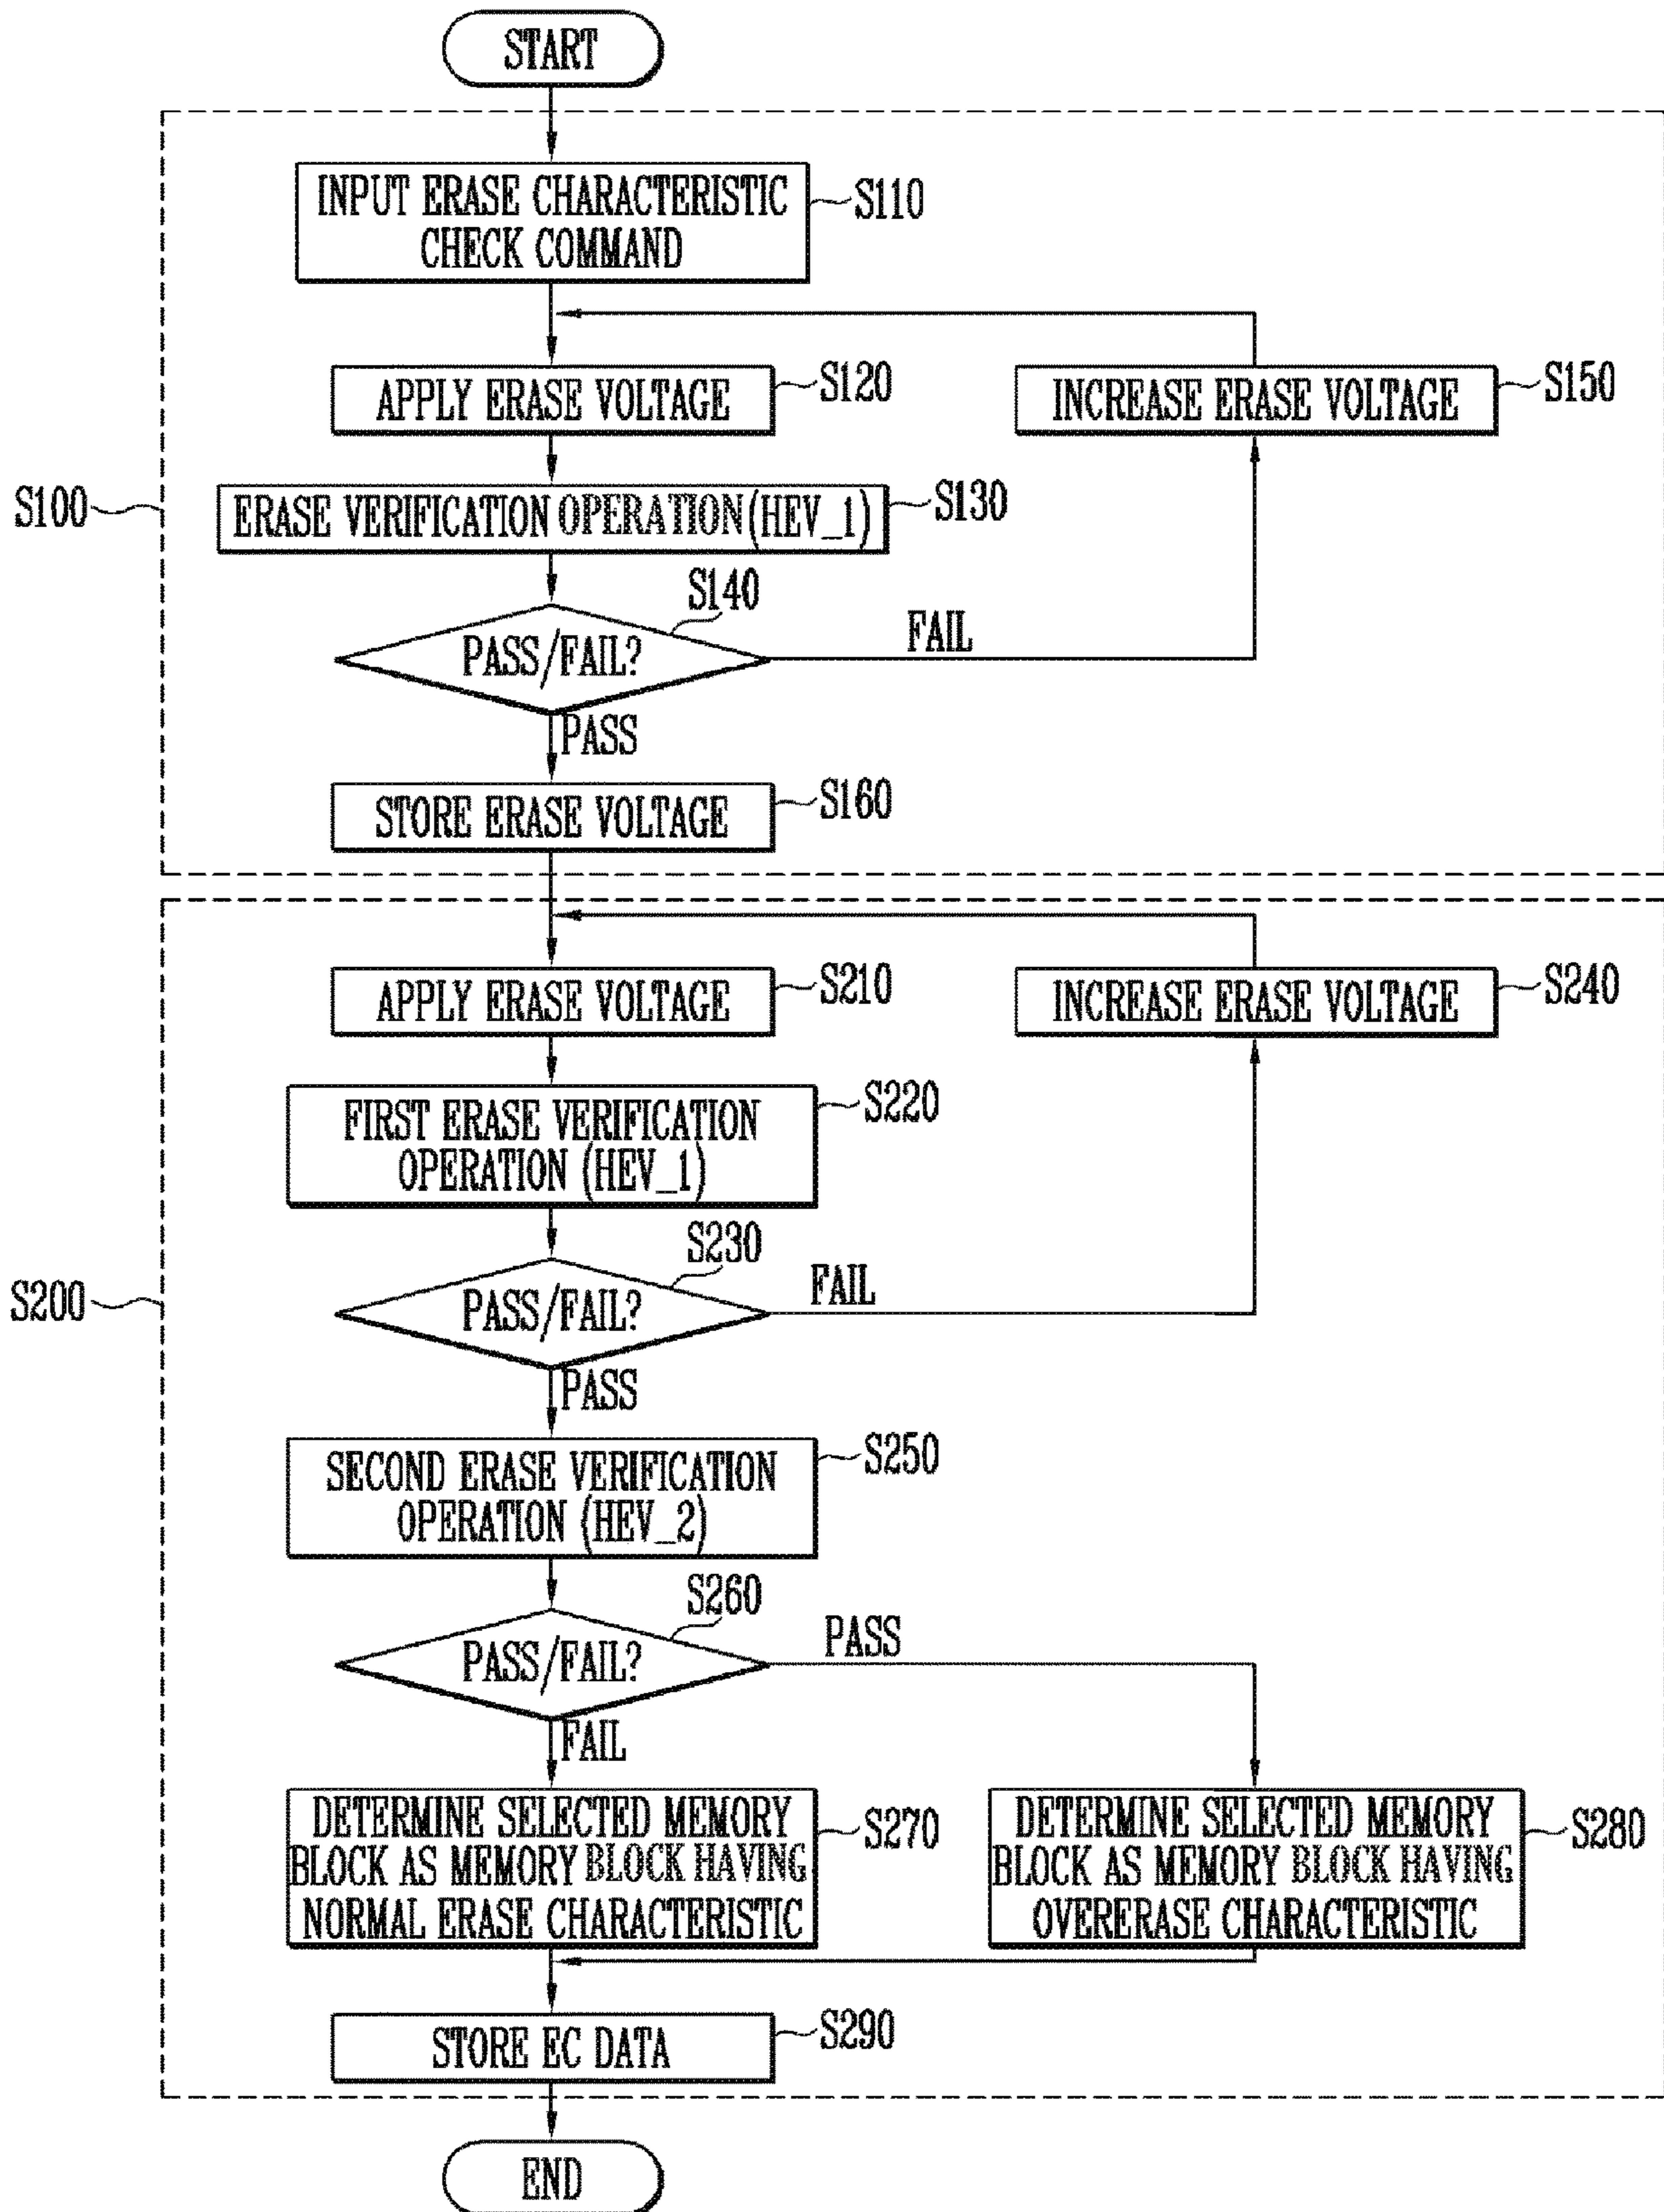 START
INPUT ERASE CHARACTERISTIC
CHECK COMMAND
S110
APPLY ERASE VOLTAGE
S120
INCREASE ERASE VOLTAGE
S150
S100
ERASE VERIFICATION OPERATION (HEV_1)
S130
S140
PASS/FAIL?
FAIL
PASS
STORE ERASE VOLTAGE
S160
APPLY ERASE VOLTAGE
S210
INCREASE ERASE VOLTAGE
S240
FIRST ERASE VERIFICATION
OPERATION (HEV_1)
S220
S230
S200
PASS/FAIL?
FAIL
PASS
SECOND ERASE VERIFICATION
OPERATION (HEV_2)
S250
S260
PASS/FAIL?
PASS
FAIL
DETERMINE SELECTED MEMORY
BLOCK AS MEMORY BLOCK HAVING
NORMAL ERASE CHARACTERISTIC
S270
DETERMINE SELECTED MEMORY
BLOCK AS MEMORY BLOCK HAVING
OVERERASE CHARACTERISTIC
S280
STORE EC DATA
S290
END